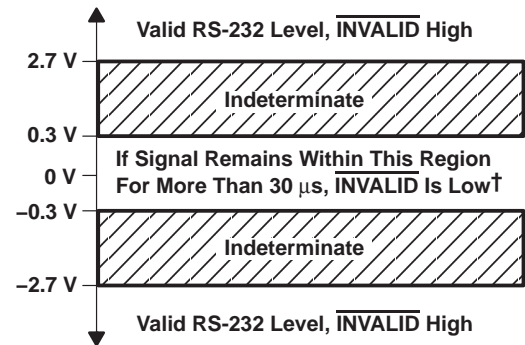 Valid RS-232 Level, INVALID High
2.7 V
Indeterminate
0.3 V
If Signal Remains Within This Region
0 V
For More Than 30 μs, INVALID Is Low†
−0.3 V
Indeterminate
−2.7 V
Valid RS-232 Level, INVALID High